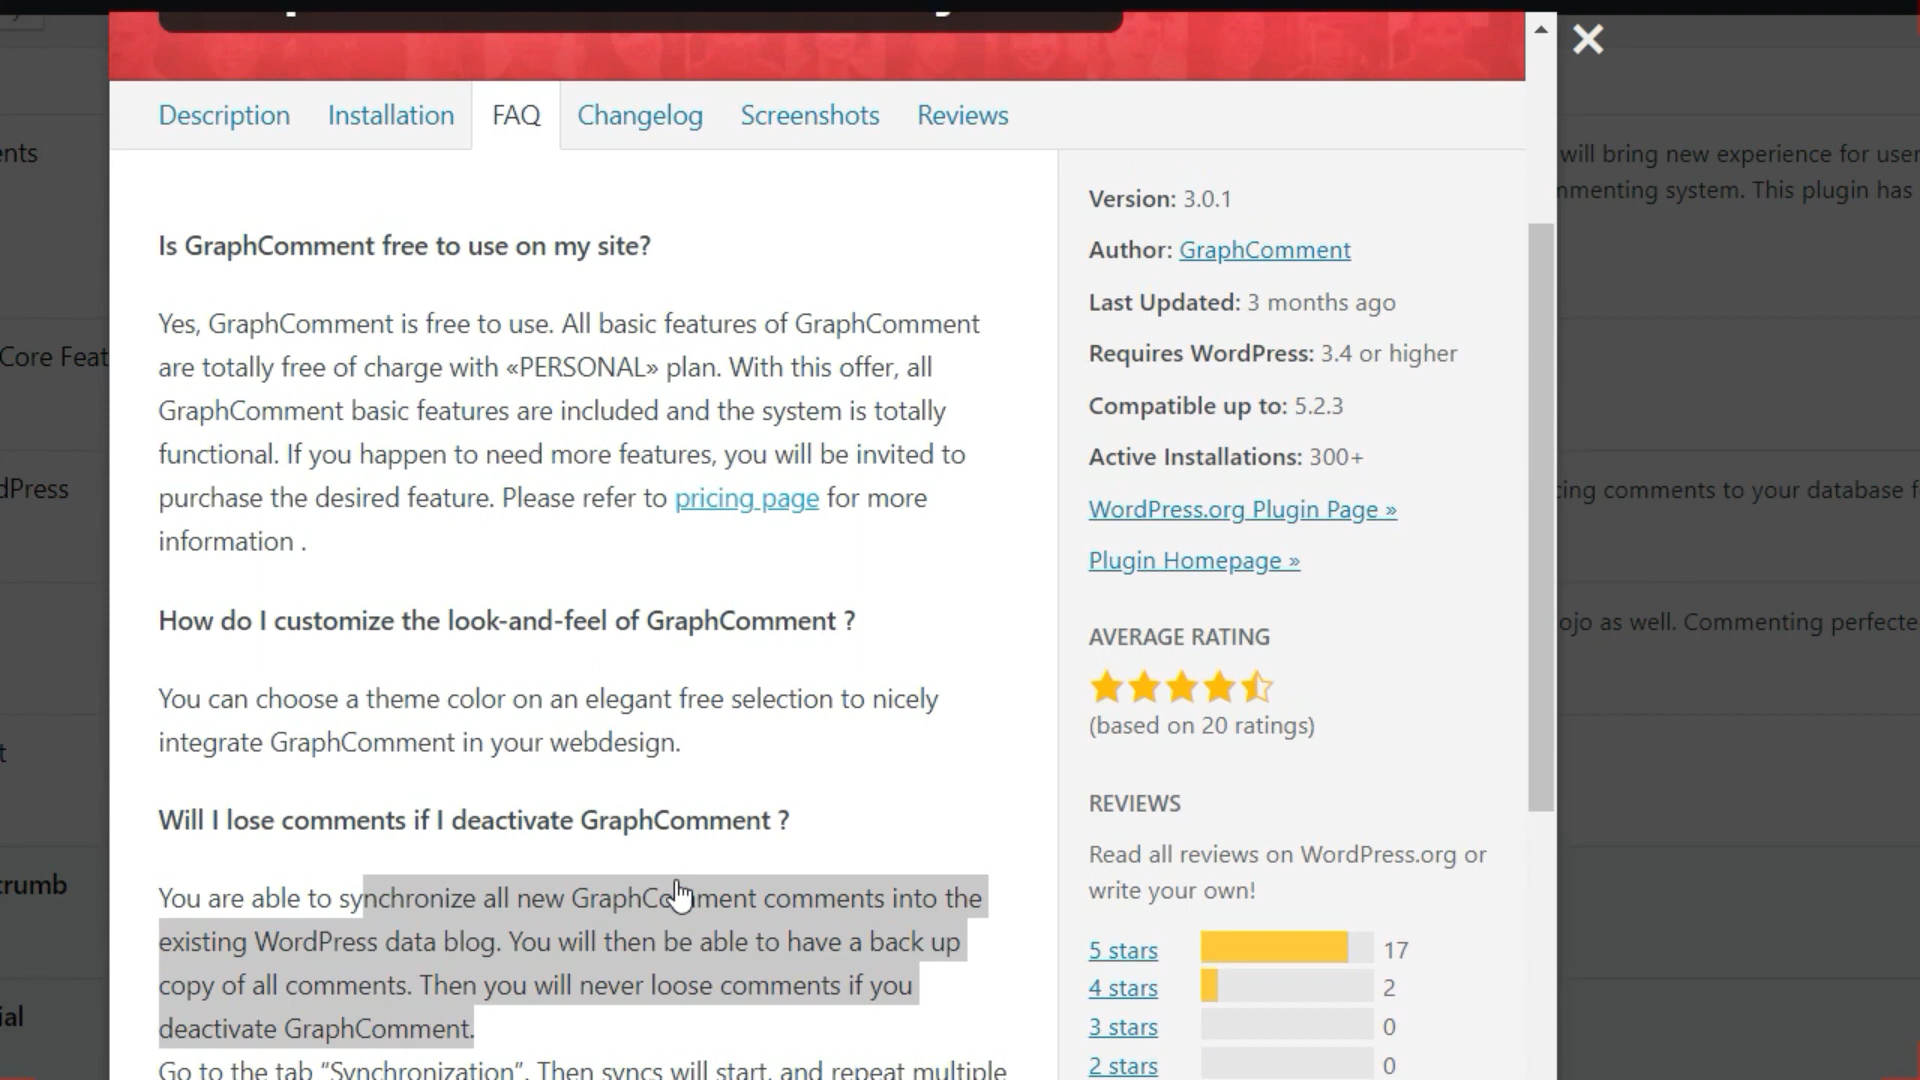 Description
Installation
FAQ
Changelog
Screenshots
Reviews
Is GraphComment free to use on my site?
Yes, GraphComment is free to use. All basic features of GraphComment
are totally free of charge with «PERSONAL» plan. With this offer, all
GraphComment basic features are included and the system is totally
functional. If you happen to need more features, you will be invited to
purchase the desired feature. Please refer to pricing page for more
information .
How do I customize the look-and-feel of GraphComment ?
You can choose a theme color on an elegant free selection to nicely
integrate GraphComment in your webdesign.
Will I lose comments if I deactivate GraphComment ?
You are able to synchronize all new GraphComment comments into the
existing WordPress data blog. You will then be able to have a back up
copy of all comments. Then you will never loose comments if you
deactivate GraphComment.
Go to the tab “Synchronization”. Then syncs will start, and repeat multiple
Version: 3.0.1
Author: GraphComment
Last Updated: 3 months ago
Requires WordPress: 3.4 or higher
Compatible up to: 5.2.3
Active Installations: 300+
WordPress.org Plugin Page »
Plugin Homepage »
AVERAGE RATING
(based on 20 ratings)
REVIEWS
Read all reviews on WordPress.org or
write your own!
5 stars 17
4 stars 2
3 stars 0
2 stars 0
ents
Core Feat
dPress
t
crumb
ial
will bring new experience for user
mmenting system. This plugin has
cing comments to your database f
ojo as well. Commenting perfecte